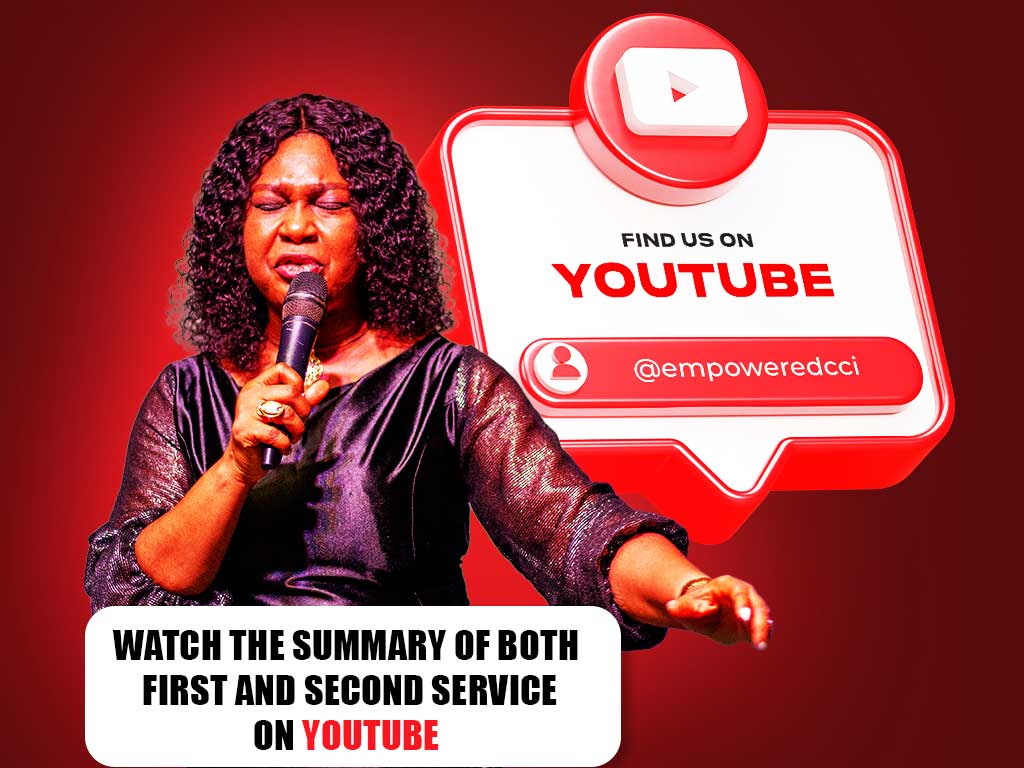 FIND US ON
YOUTUBE
@empoweredcci
WATCH THE SUMMARY OF BOTH
FIRST AND SECOND SERVICE
ON YOUTUBE